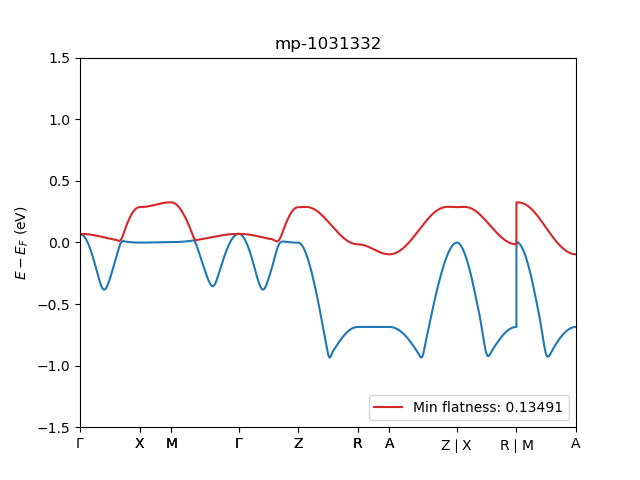 mp-1031332
E − E_F (eV)
1.5
1.0
0.5
0.0
−0.5
−1.0
−1.5
Min flatness: 0.13491
Γ X M Γ Z R A Z | X R | M A